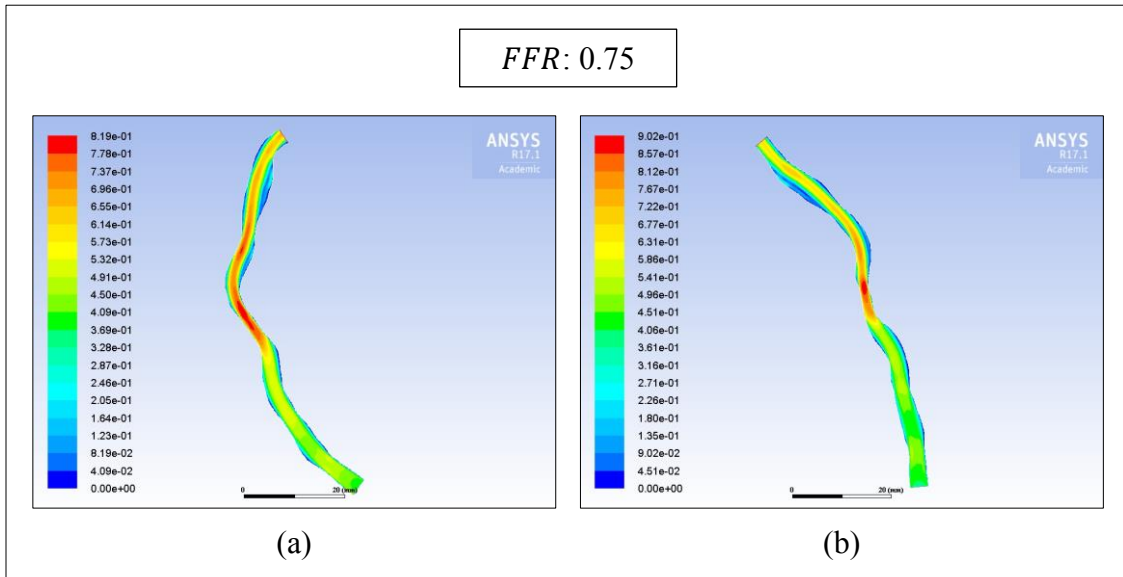 FFR: 0.75
8.19e-01
7.78e-01
7.37e-01
6.96e-01
6.55e-01
6.14e-01
5.73e-01
5.32e-01
4.91e-01
4.50e-01
4.09e-01
3.69e-01
3.28e-01
2.87e-01
2.46e-01
2.05e-01
1.64e-01
1.23e-01
8.19e-02
4.09e-02
0.00e+00
ANSYS
R17.1
Academic
0 20 (mm)
(a)
9.02e-01
8.57e-01
8.12e-01
7.67e-01
7.22e-01
6.77e-01
6.31e-01
5.86e-01
5.41e-01
4.96e-01
4.51e-01
4.06e-01
3.61e-01
3.16e-01
2.71e-01
2.26e-01
1.80e-01
1.35e-01
9.02e-02
4.51e-02
0.00e+00
ANSYS
R17.1
Academic
0 20 (mm)
(b)